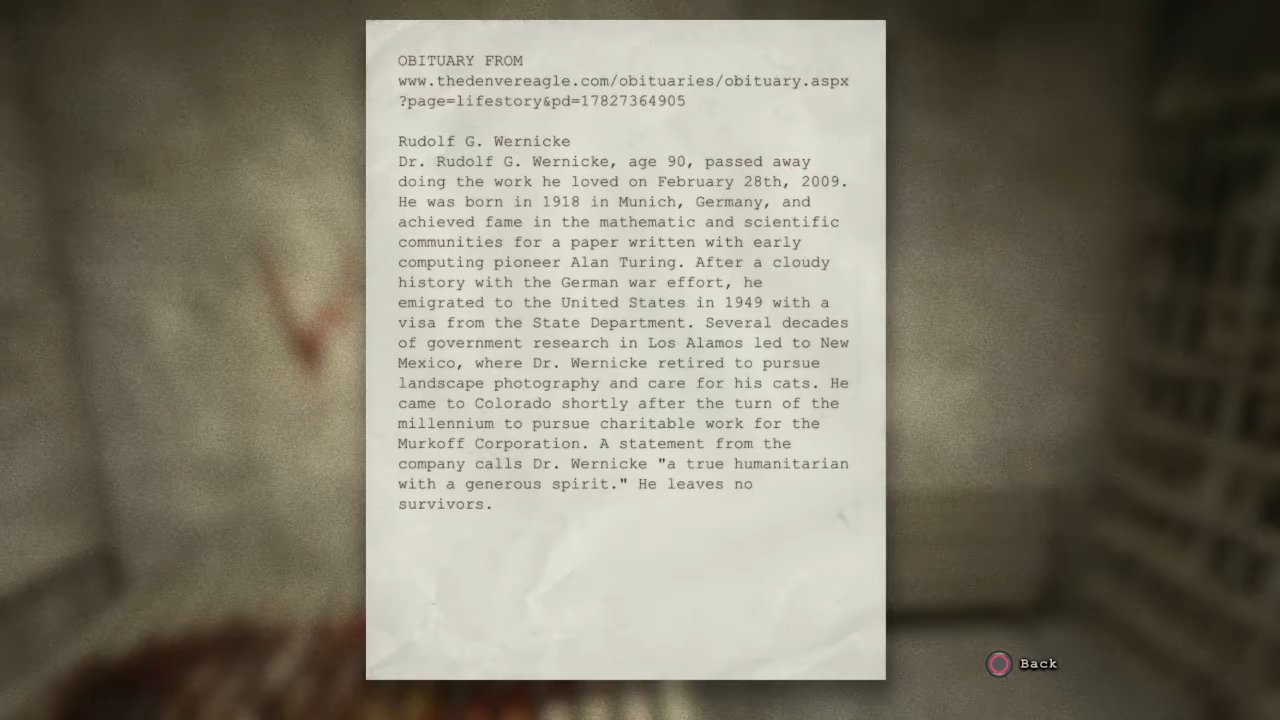 OBITUARY FROM
www.thedenvereagle.com/obituaries/obituary.aspx
?page=lifestory&pd=17827364905
Rudolf G. Wernicke
Dr. Rudolf G. Wernicke, age 90, passed away
doing the work he loved on February 28th, 2009.
He was born in 1918 in Munich, Germany, and
achieved fame in the mathematic and scientific
communities for a paper written with early
computing pioneer Alan Turing. After a cloudy
history with the German war effort, he
emigrated to the United States in 1949 with a
visa from the State Department. Several decades
of government research in Los Alamos led to New
Mexico, where Dr. Wernicke retired to pursue
landscape photography and care for his cats. He
came to Colorado shortly after the turn of the
millennium to pursue charitable work for the
Murkoff Corporation. A statement from the
company calls Dr. Wernicke "a true humanitarian
with a generous spirit." He leaves no
survivors.
Back